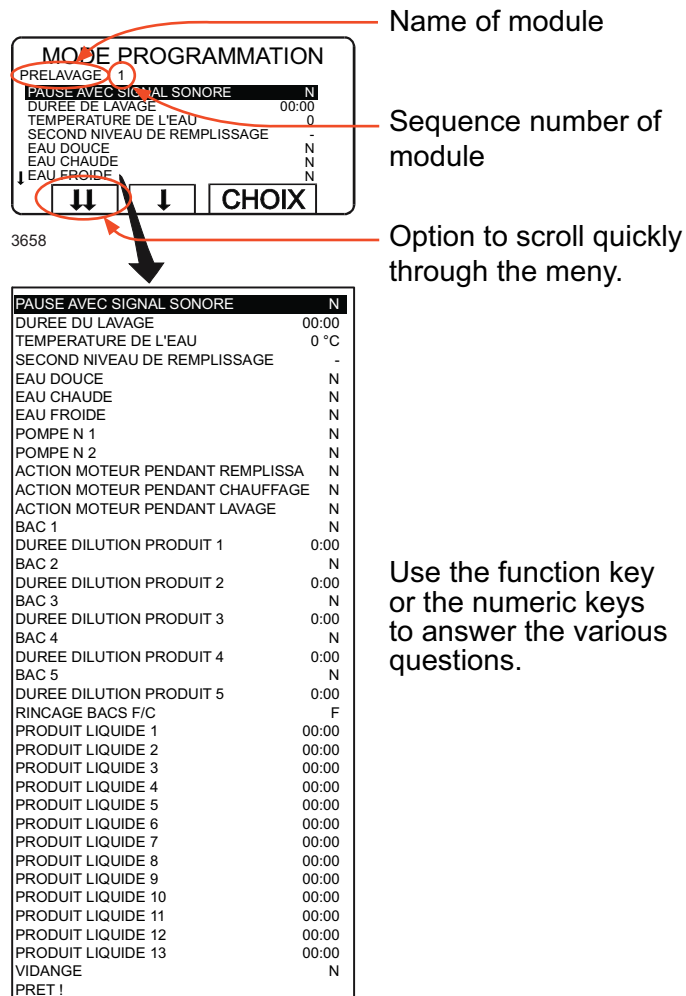 Name of module
MODE PROGRAMMATION
PRELAVAGE 1
PAUSE AVEC SIGNAL SONORE N
DUREE DE LAVAGE 00:00
TEMPERATURE DE L'EAU 0
SECOND NIVEAU DE REMPLISSAGE -
EAU DOUCE N
EAU CHAUDE N
↓ EAU FROIDE N
↓↓ ↓ CHOIX
Sequence number of
module
3658
Option to scroll quickly
through the meny.
PAUSE AVEC SIGNAL SONORE N
DUREE DU LAVAGE 00:00
TEMPERATURE DE L'EAU 0 °C
SECOND NIVEAU DE REMPLISSAGE -
EAU DOUCE N
EAU CHAUDE N
EAU FROIDE N
POMPE N 1 N
POMPE N 2 N
ACTION MOTEUR PENDANT REMPLISSA N
ACTION MOTEUR PENDANT CHAUFFAGE N
ACTION MOTEUR PENDANT LAVAGE N
BAC 1 N
DUREE DILUTION PRODUIT 1 0:00
BAC 2 N
DUREE DILUTION PRODUIT 2 0:00
BAC 3 N
DUREE DILUTION PRODUIT 3 0:00
BAC 4 N
DUREE DILUTION PRODUIT 4 0:00
BAC 5 N
DUREE DILUTION PRODUIT 5 0:00
RINCAGE BACS F/C F
PRODUIT LIQUIDE 1 00:00
PRODUIT LIQUIDE 2 00:00
PRODUIT LIQUIDE 3 00:00
PRODUIT LIQUIDE 4 00:00
PRODUIT LIQUIDE 5 00:00
PRODUIT LIQUIDE 6 00:00
PRODUIT LIQUIDE 7 00:00
PRODUIT LIQUIDE 8 00:00
PRODUIT LIQUIDE 9 00:00
PRODUIT LIQUIDE 10 00:00
PRODUIT LIQUIDE 11 00:00
PRODUIT LIQUIDE 12 00:00
PRODUIT LIQUIDE 13 00:00
VIDANGE N
PRET !
Use the function key
or the numeric keys
to answer the various
questions.